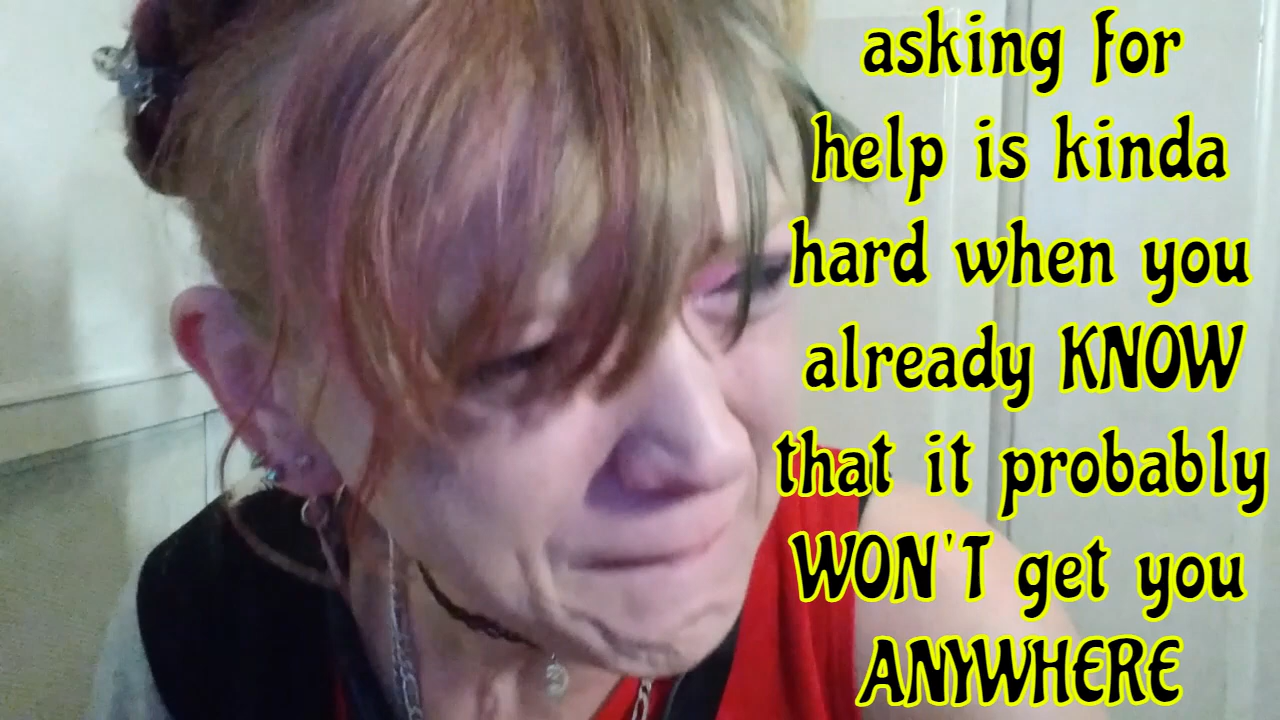 asking for
help is kinda
hard when you
already KNOW
that it probably
WON'T get you
ANYWHERE